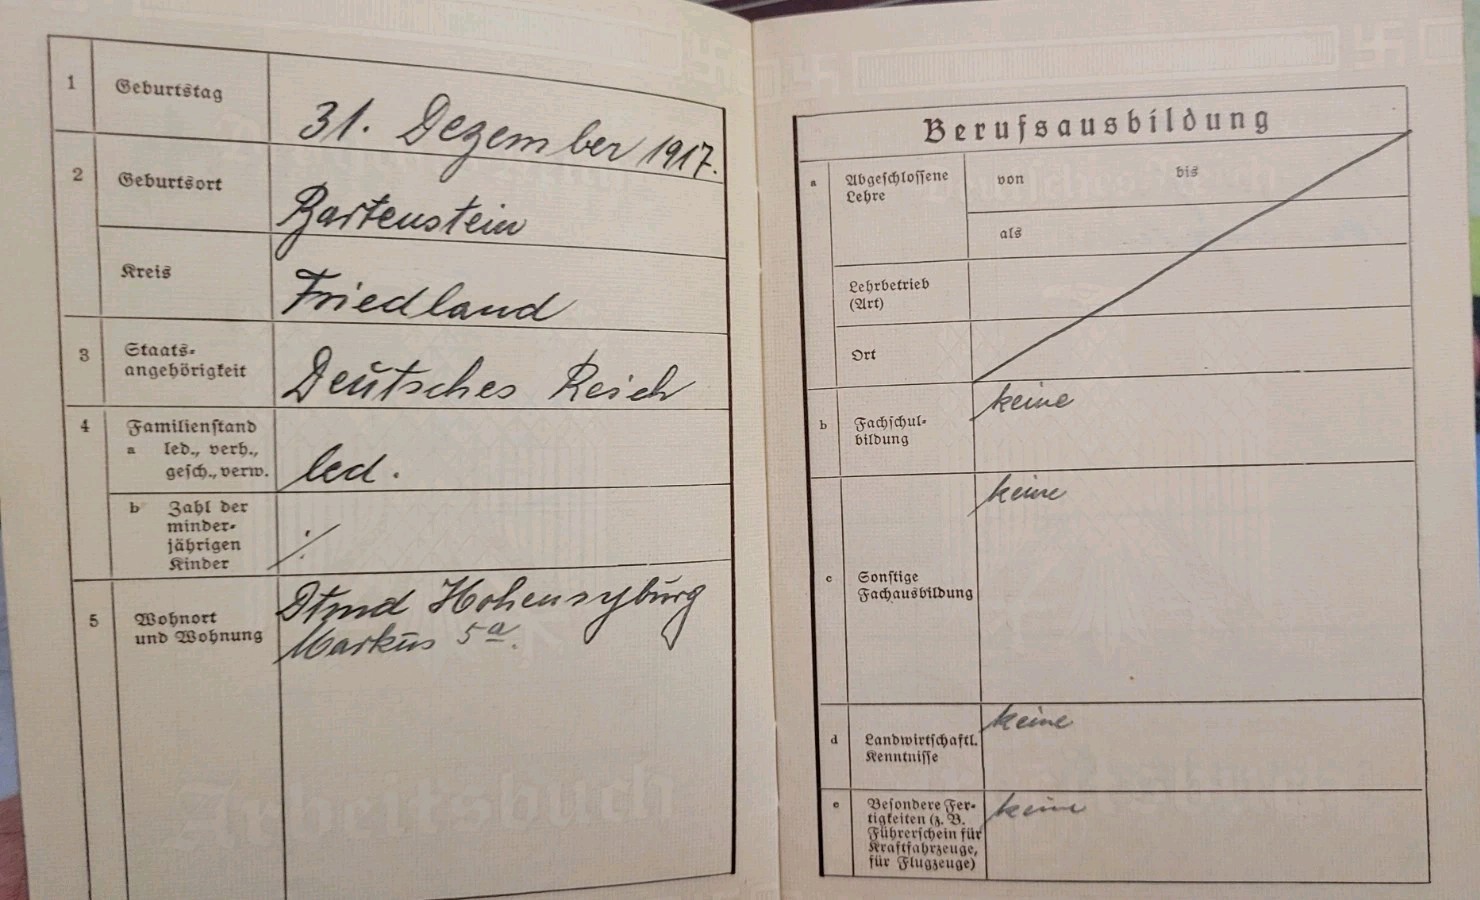 1 Geburtstag 31. Dezember 1917.
2 Geburtsort Bartenstein
Kreis Friedland
3 Staats-
angehörigkeit Deutsches Reich
4 Familienstand
a led., verh.,
gesch., verw. led.
b Zahl der
minder-
jährigen
Kinder ./.
5 Wohnort
und Wohnung Dtmd Hohensyburg
Markus 5a.
Arbeitsbuch
Berufsausbildung
a Abgeschlossene
Lehre
von bis
als
Lehrbetrieb
(Art)
Ort
b Fachschul-
bildung keine
c Sonstige
Fachausbildung keine
d Landwirtschaftl.
Kenntnisse keine
e Besondere Fer-
tigkeiten (z. B.
Führerschein für
Kraftfahrzeuge,
für Flugzeuge) keine